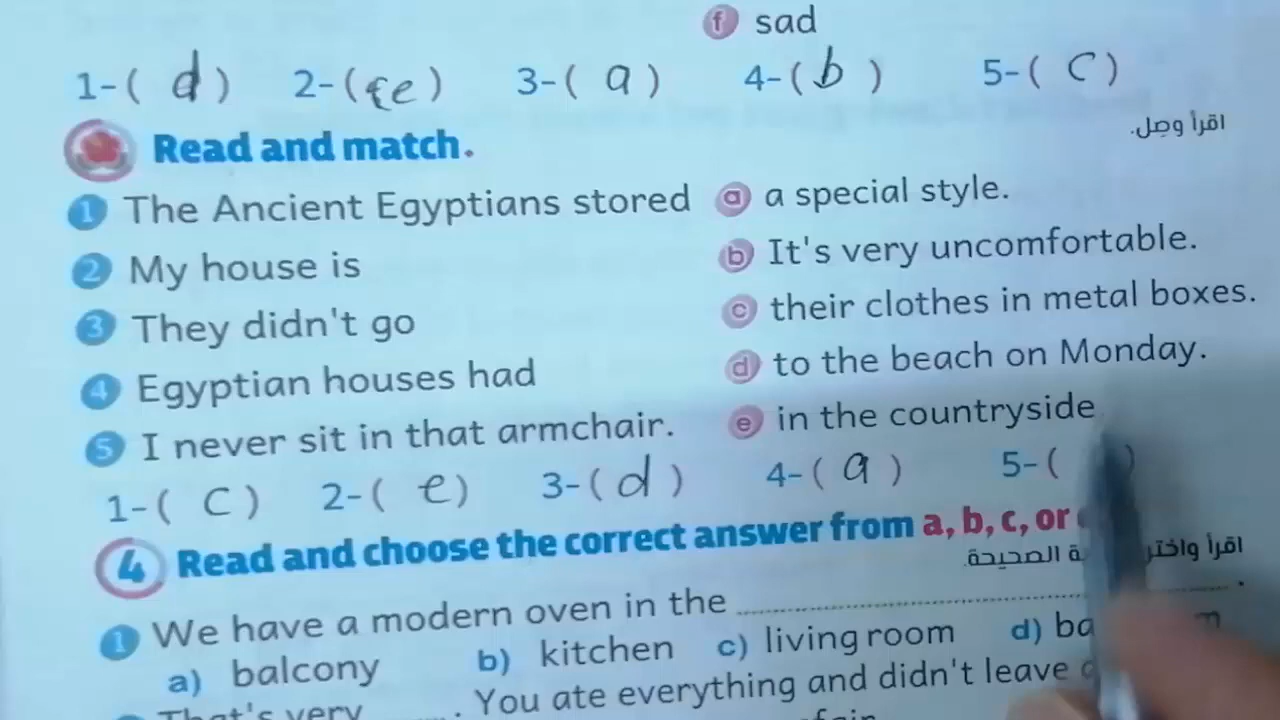 f sad
1-( d ) 2-( e ) 3-( a ) 4-( b ) 5-( c )
Read and match.
اقرأ وصل.
1 The Ancient Egyptians stored a a special style.
2 My house is b It's very uncomfortable.
3 They didn't go c their clothes in metal boxes.
4 Egyptian houses had d to the beach on Monday.
5 I never sit in that armchair. e in the countryside
1-( c ) 2-( e ) 3-( d ) 4-( a ) 5-( )
4 Read and choose the correct answer from a, b, c, or
اقرأ الصحيحة.
1 We have a modern oven in the ........................ .
a) balcony b) kitchen c) living room d)
That's very ........ . You ate everything and didn't leave